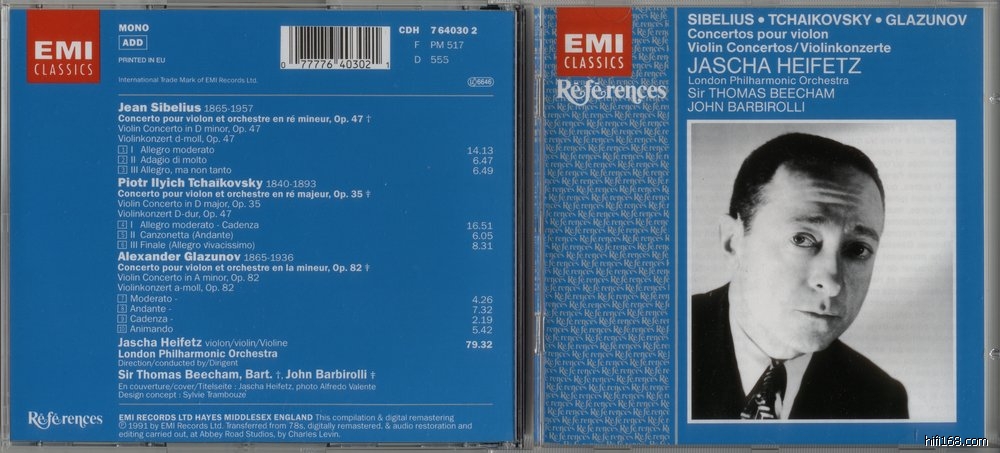 EMI
CLASSICS
MONO
ADD
PRINTED IN EU
0 77776 40302 1
CDH 7 64030 2
F PM 517
D 555
International Trade Mark of EMI Records Ltd.
LC 6646
Jean Sibelius 1865-1957
Concerto pour violon et orchestre en ré mineur, Op. 47 †
Violin Concerto in D minor, Op. 47
Violinkonzert d-moll, Op. 47
1 I Allegro moderato 14.13
2 II Adagio di molto 6.47
3 III Allegro, ma non tanto 6.49
Piotr Ilyich Tchaïkovsky 1840-1893
Concerto pour violon et orchestre en ré majeur, Op. 35 ‡
Violin Concerto in D major, Op. 35
Violinkonzert D-dur, Op. 47
4 I Allegro moderato - Cadenza 16.51
5 II Canzonetta (Andante) 6.05
6 III Finale (Allegro vivacissimo) 8.31
Alexander Glazunov 1865-1936
Concerto pour violon et orchestre en la mineur, Op. 82 ‡
Violin Concerto in A minor, Op. 82
Violinkonzert a-moll, Op. 82
7 Moderato - 4.26
8 Andante - 7.32
9 Cadenza - 2.19
10 Animando 5.42
Jascha Heifetz violon/violin/Violine 79.32
London Philharmonic Orchestra
Direction/conducted by/Dirigent
Sir Thomas Beecham, Bart. †, John Barbirolli ‡
En couverture/cover/Titelseite : Jascha Heifetz, photo Alfredo Valente
Design concept : Sylvie Trambouze
Références
EMI RECORDS LTD HAYES MIDDLESEX ENGLAND This compilation & digital remastering
℗ 1991 by EMI Records Ltd. Transferred from 78s, digitally remastered, & audio restoration and
editing carried out, at Abbey Road Studios, by Charles Levin.
EMI
CLASSICS
Références
SIBELIUS • TCHAIKOVSKY • GLAZUNOV
Concertos pour violon
Violin Concertos/Violinkonzerte
JASCHA HEIFETZ
London Philharmonic Orchestra
Sir THOMAS BEECHAM
JOHN BARBIROLLI
hifi168.com